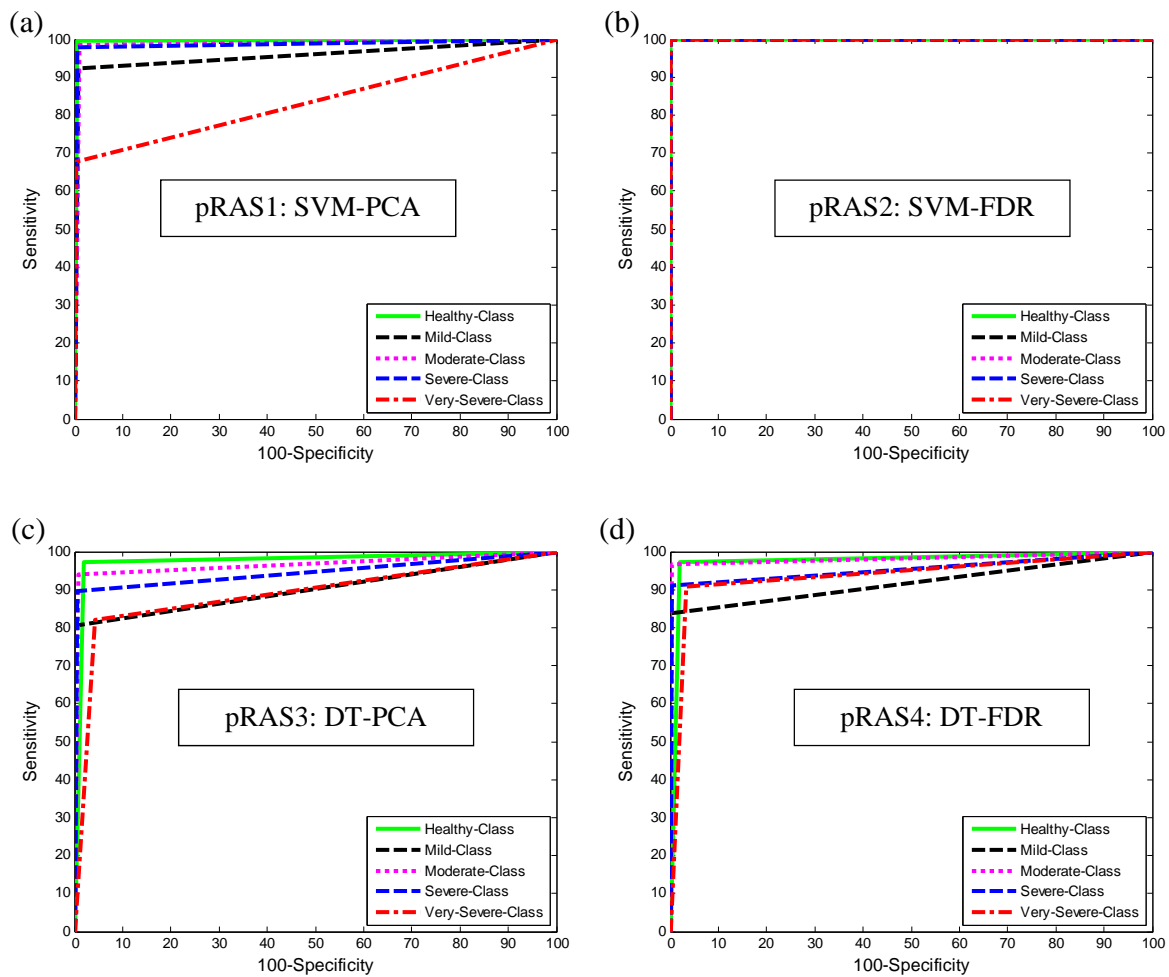 (a)
100
90
80
70
60
50
40
30
20
10
0
Sensitivity
pRAS1: SVM-PCA
Healthy-Class
Mild-Class
Moderate-Class
Severe-Class
Very-Severe-Class
0 10 20 30 40 50 60 70 80 90 100
100-Specificity
(b)
100
90
80
70
60
50
40
30
20
10
0
Sensitivity
pRAS2: SVM-FDR
Healthy-Class
Mild-Class
Moderate-Class
Severe-Class
Very-Severe-Class
0 10 20 30 40 50 60 70 80 90 100
100-Specificity
(c)
100
90
80
70
60
50
40
30
20
10
0
Sensitivity
pRAS3: DT-PCA
Healthy-Class
Mild-Class
Moderate-Class
Severe-Class
Very-Severe-Class
0 10 20 30 40 50 60 70 80 90 100
100-Specificity
(d)
100
90
80
70
60
50
40
30
20
10
0
Sensitivity
pRAS4: DT-FDR
Healthy-Class
Mild-Class
Moderate-Class
Severe-Class
Very-Severe-Class
0 10 20 30 40 50 60 70 80 90 100
100-Specificity